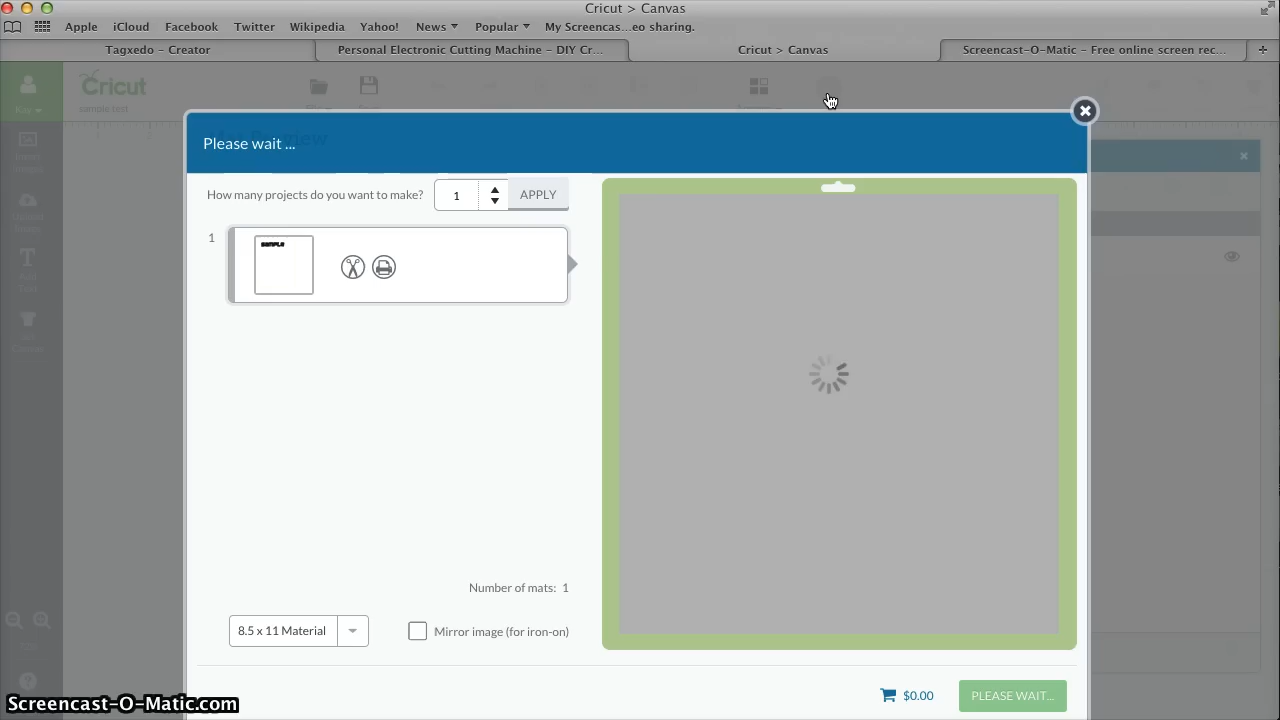 Cricut > Canvas
Apple iCloud Facebook Twitter Wikipedia Yahoo! News Popular My Screencas...eo sharing.
Tagxedo – Creator Personal Electronic Cutting Machine – DIY Cr... Cricut > Canvas Screencast-O-Matic – Free online screen rec... +
Cricut
sample text
Please wait ...
How many projects do you want to make? 1 APPLY
1
SAMPLE
Number of mats: 1
8.5 x 11 Material Mirror image (for iron-on)
$0.00 PLEASE WAIT...
Screencast-O-Matic.com